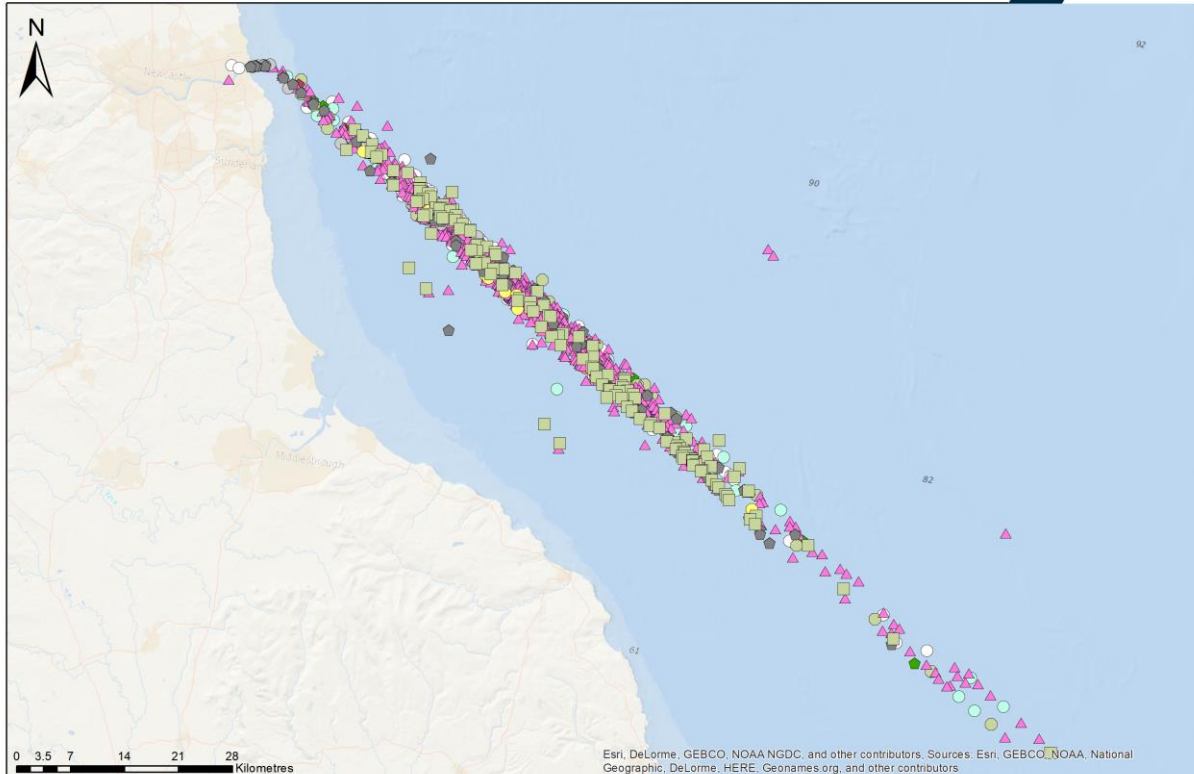 N
92
Newcastle
90
Middlesbrough
82
61
0 3.5 7 14 21 28
Kilometres
Esri, DeLorme, GEBCO, NOAA NGDC, and other contributors, Sources: Esri, GEBCO, NOAA, National
Geographic, DeLorme, HERE, Geonames.org, and other contributors